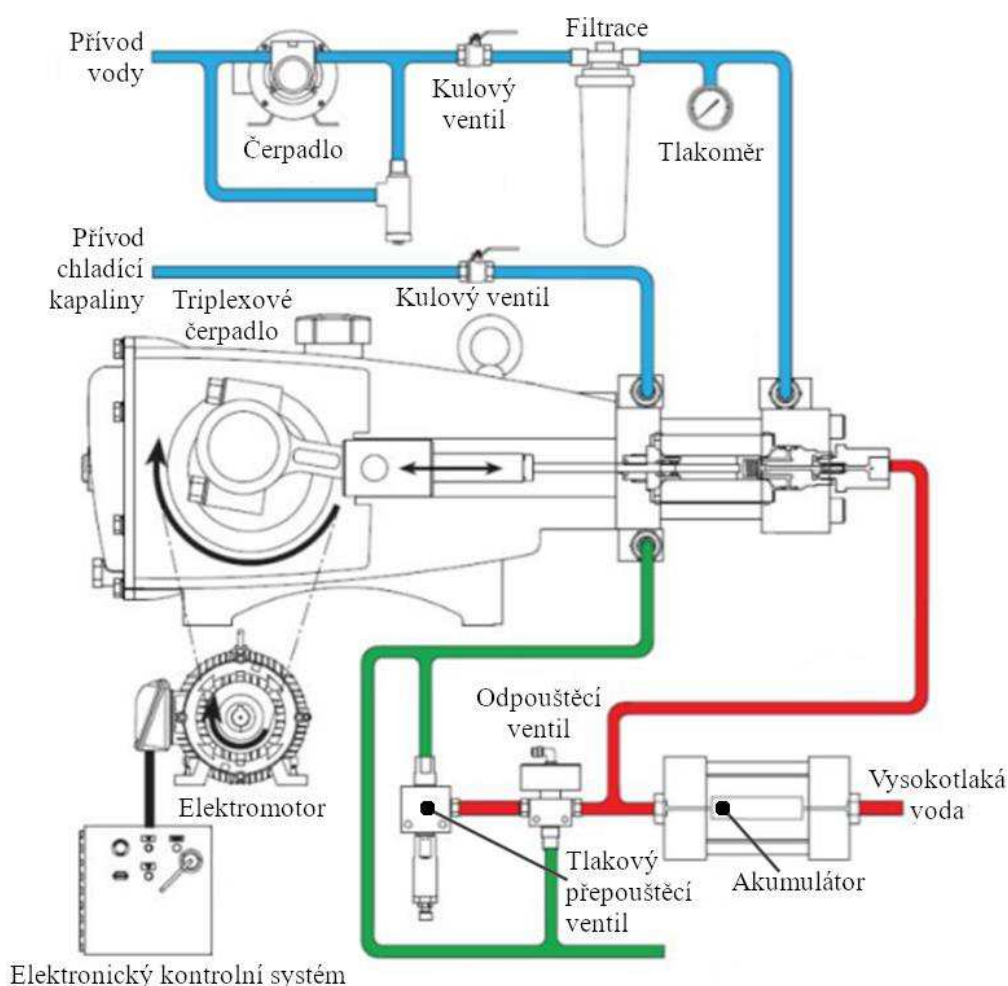 Přívod
vody
Filtrace
Kulový
ventil
Čerpadlo
Tlakoměr
Přívod
chladící
kapaliny
Triplexové
čerpadlo
Kulový ventil
Odpouštěcí
ventil
Elektromotor
Vysokotlaká
voda
Tlakový
přepouštěcí
ventil
Akumulátor
Elektronický kontrolní systém